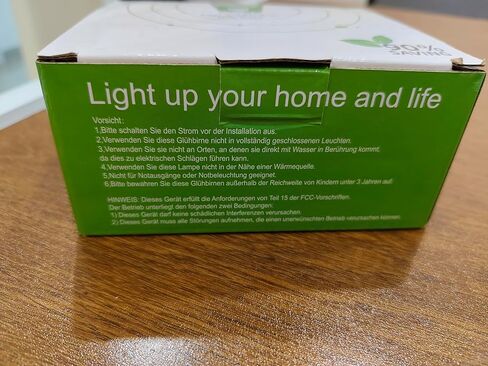 90%
SAVING
Light up your home and life
Vorsicht:
1,Bitte schalten Sie den Strom vor der Installation aus.
2,Verwenden Sie diese Glühbirne nicht in vollständig geschlossenen Leuchten.
3,Verwenden Sie sie nicht an Orten, an denen sie direkt mit Wasser in Berührung kommt,
da dies zu elektrischen Schlägen führen kann.
4,Verwenden Sie diese Lampe nicht in der Nähe einer Wärmequelle.
5,Nicht für Notausgänge oder Notbeleuchtung geeignet.
6,Bitte bewahren Sie diese Glühbirnen außerhalb der Reichweite von Kindern unter 3 Jahren auf.
HINWEIS: Dieses Gerät erfüllt die Anforderungen von Teil 15 der FCC-Vorschriften.
Der Betrieb unterliegt den folgenden zwei Bedingungen:
1) Dieses Gerät darf keine schädlichen Interferenzen verursachen.
2) Dieses Gerät muss alle Störungen aufnehmen, die einen unerwünschten Betrieb verursachen können.